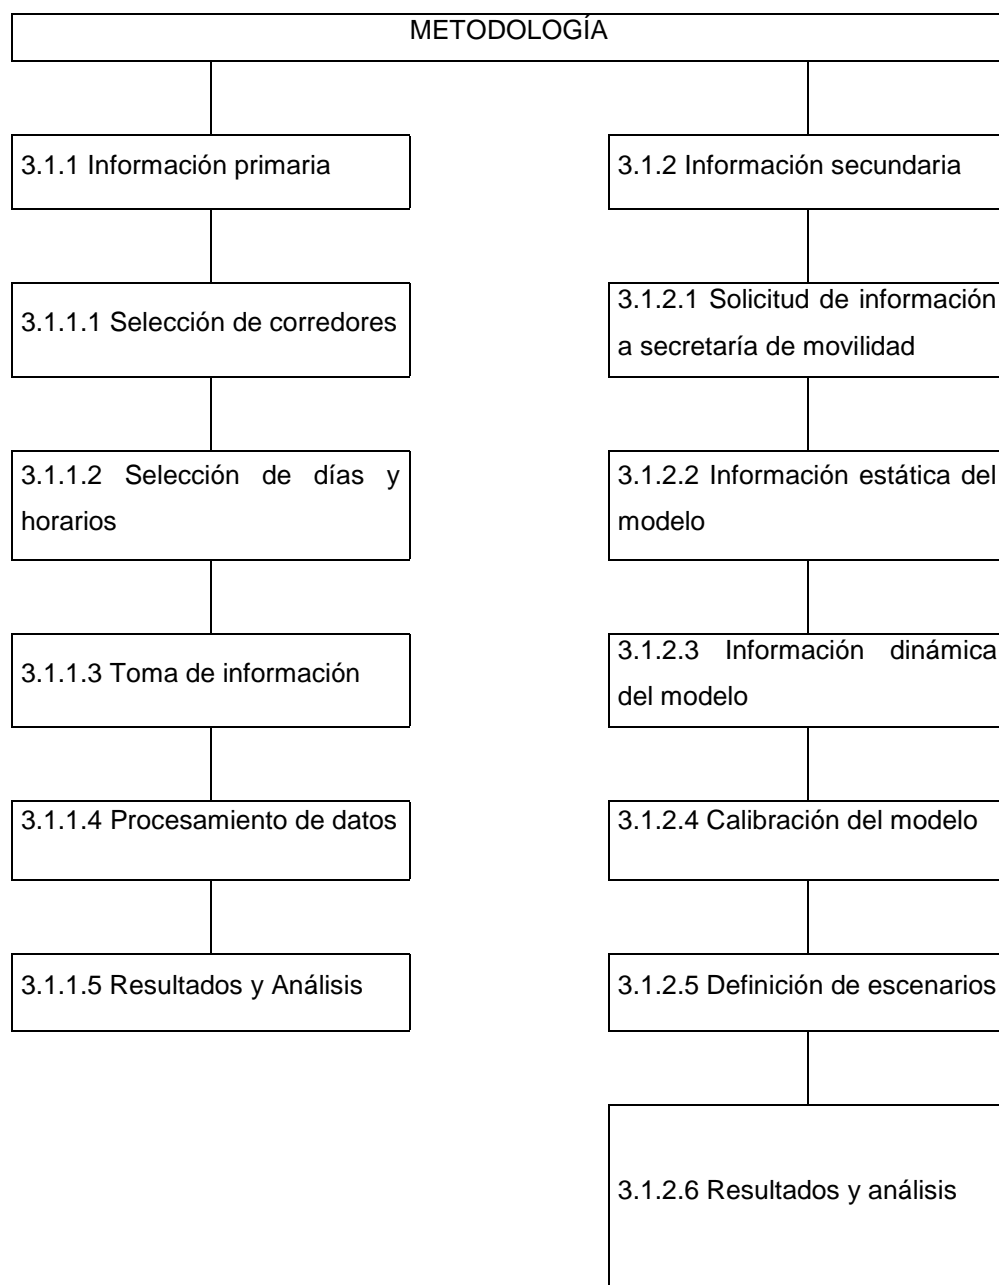 METODOLOGÍA
3.1.1 Información primaria
3.1.1.1 Selección de corredores
3.1.1.2 Selección de días y
horarios
3.1.1.3 Toma de información
3.1.1.4 Procesamiento de datos
3.1.1.5 Resultados y Análisis
3.1.2 Información secundaria
3.1.2.1 Solicitud de información
a secretaría de movilidad
3.1.2.2 Información estática del
modelo
3.1.2.3 Información dinámica
del modelo
3.1.2.4 Calibración del modelo
3.1.2.5 Definición de escenarios
3.1.2.6 Resultados y análisis